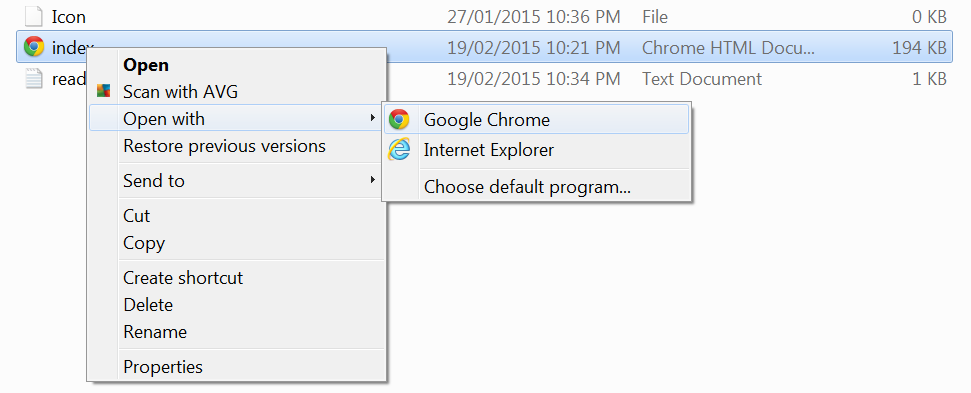 Icon 27/01/2015 10:36 PM File 0 KB
index 19/02/2015 10:21 PM Chrome HTML Docu... 194 KB
read 19/02/2015 10:34 PM Text Document 1 KB
Open
Scan with AVG
Open with
Restore previous versions
Send to
Cut
Copy
Create shortcut
Delete
Rename
Properties
Google Chrome
Internet Explorer
Choose default program...